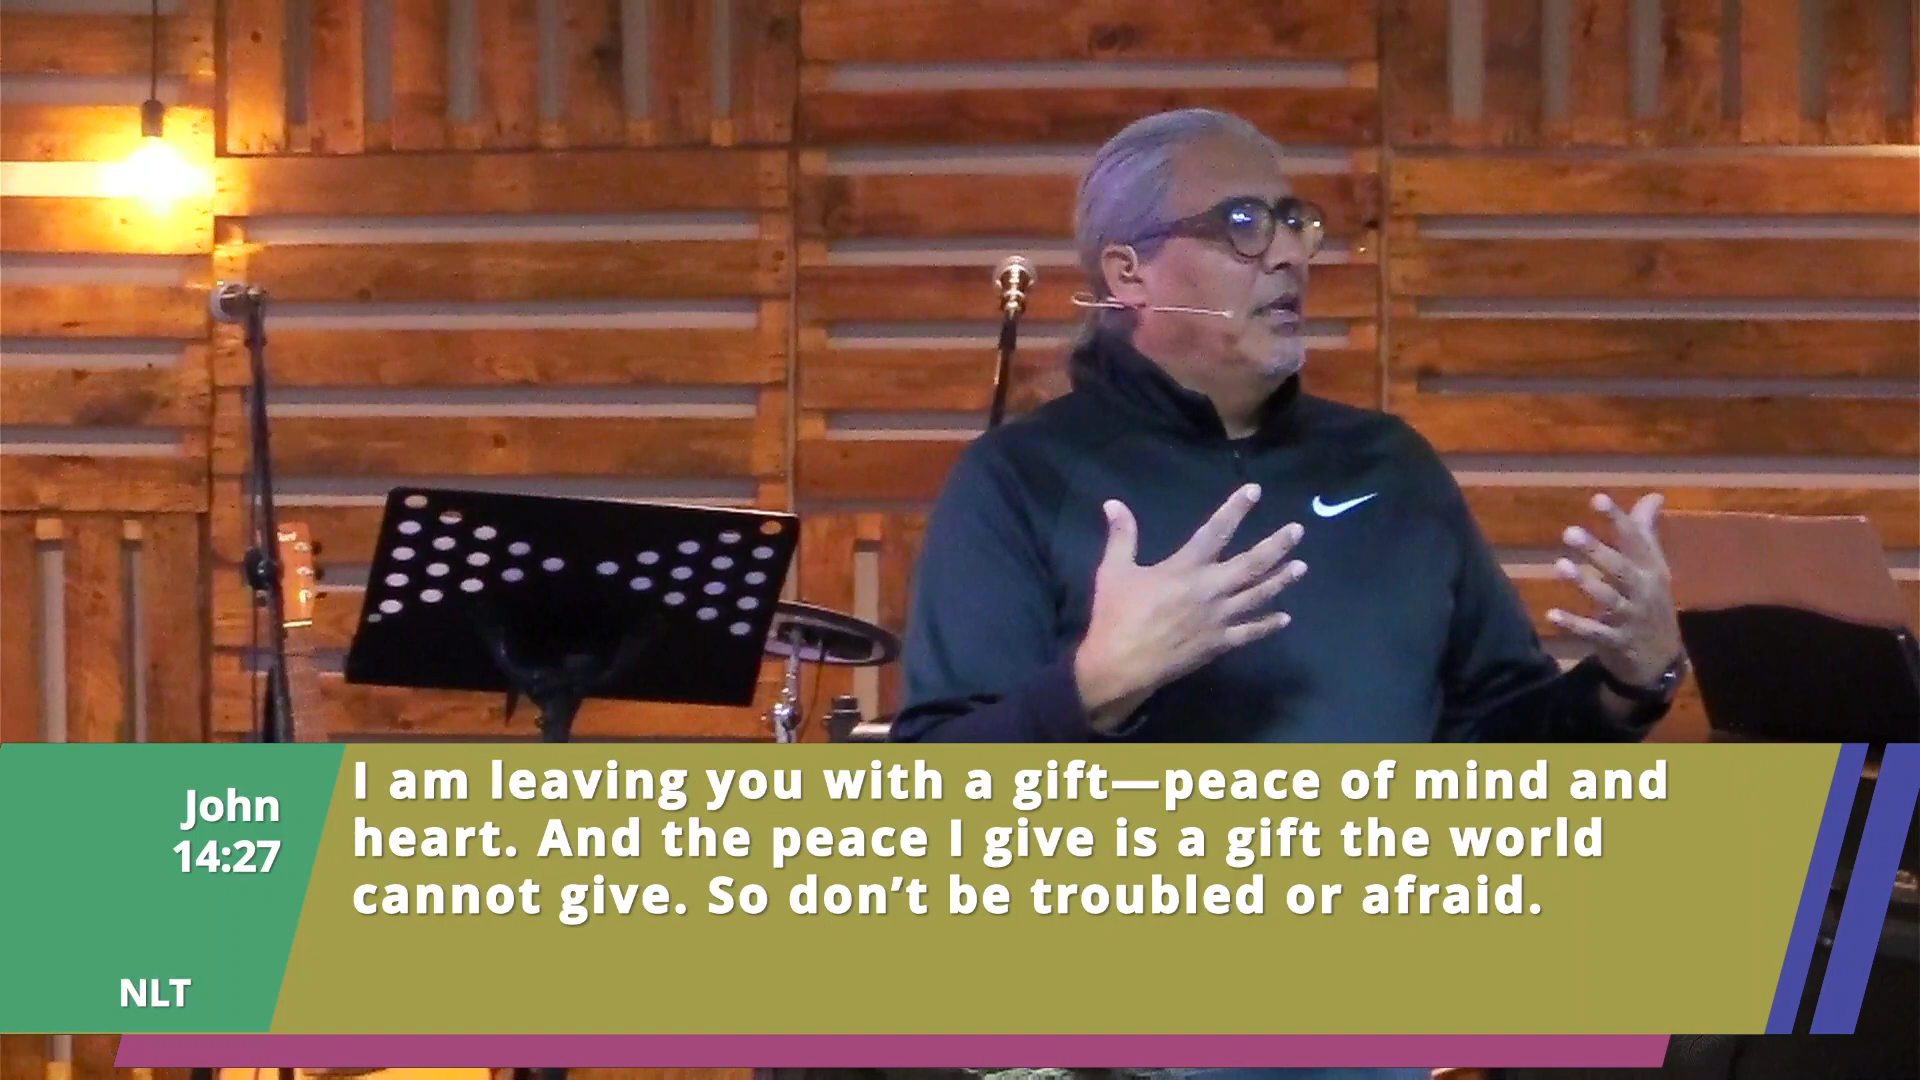 John
14:27
NLT
I am leaving you with a gift—peace of mind and
heart. And the peace I give is a gift the world
cannot give. So don’t be troubled or afraid.